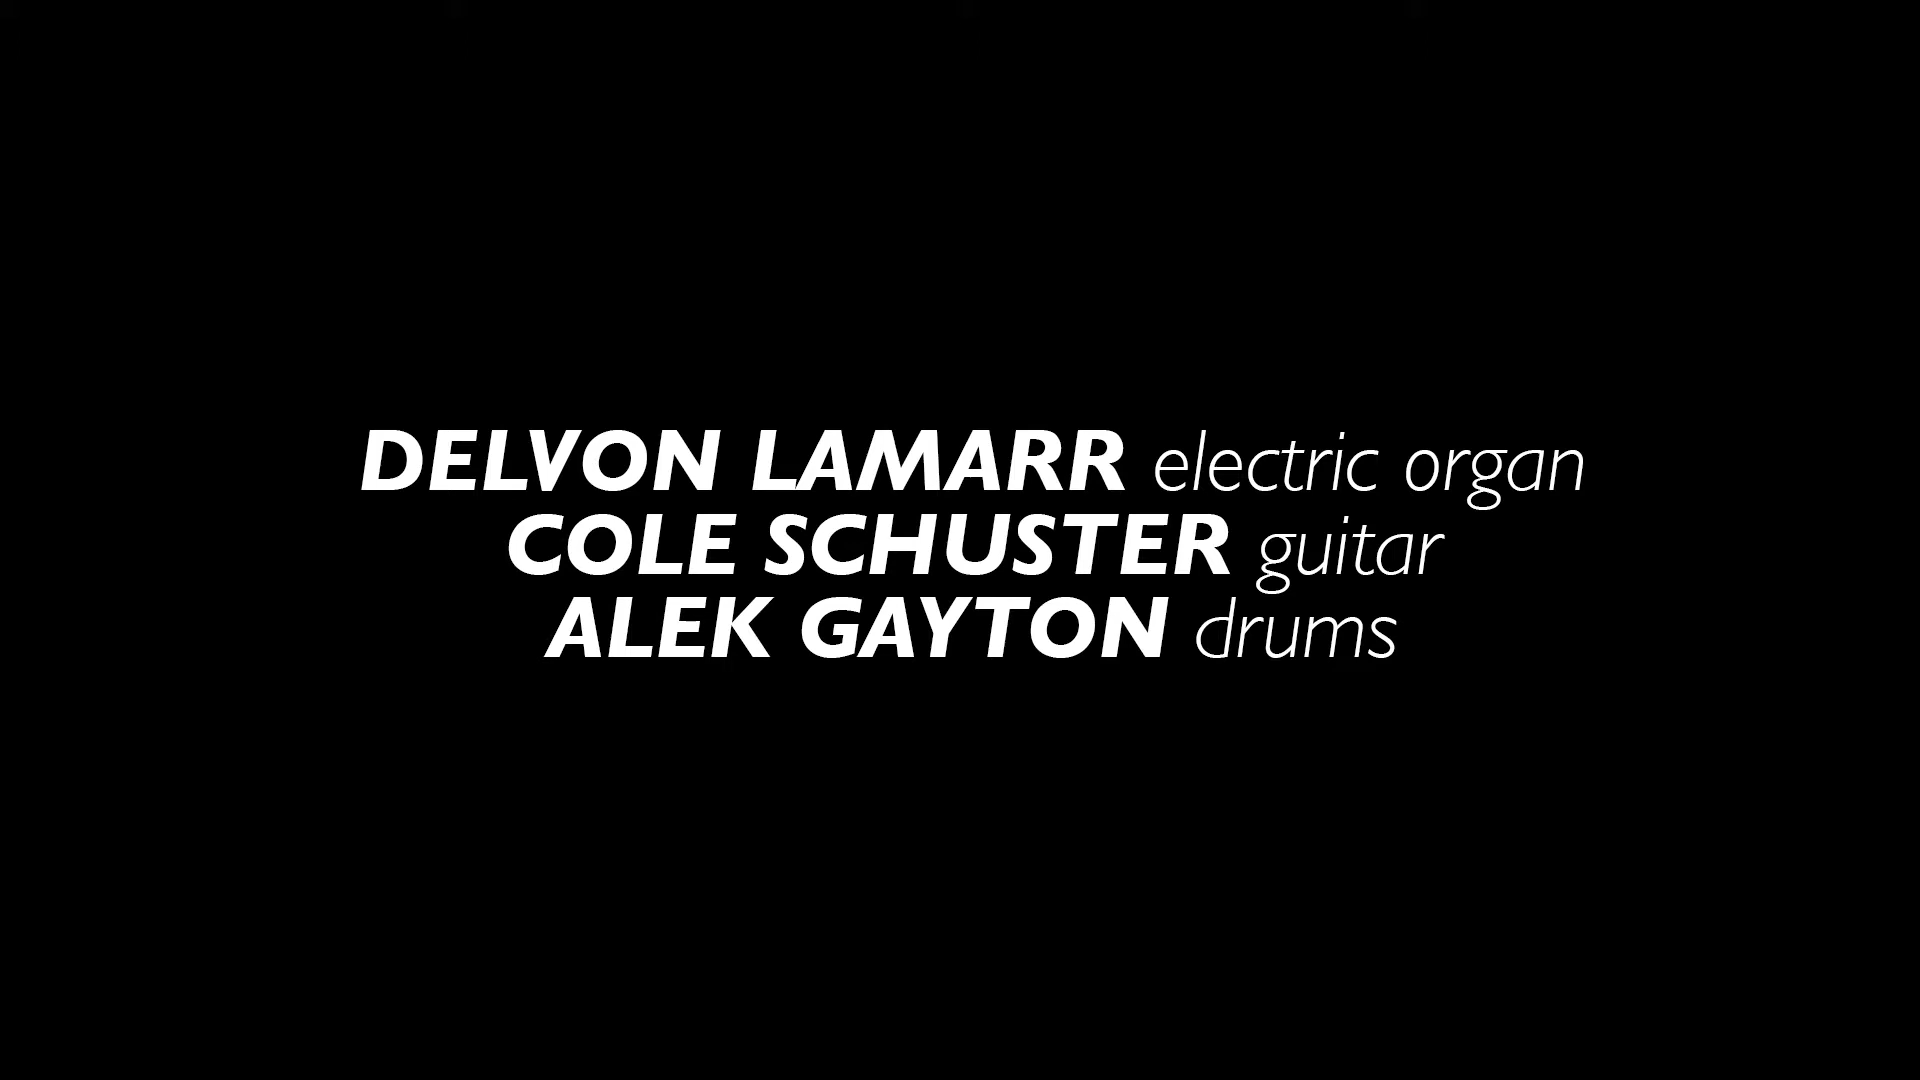 DELVON LAMARR electric organ
COLE SCHUSTER guitar
ALEK GAYTON drums